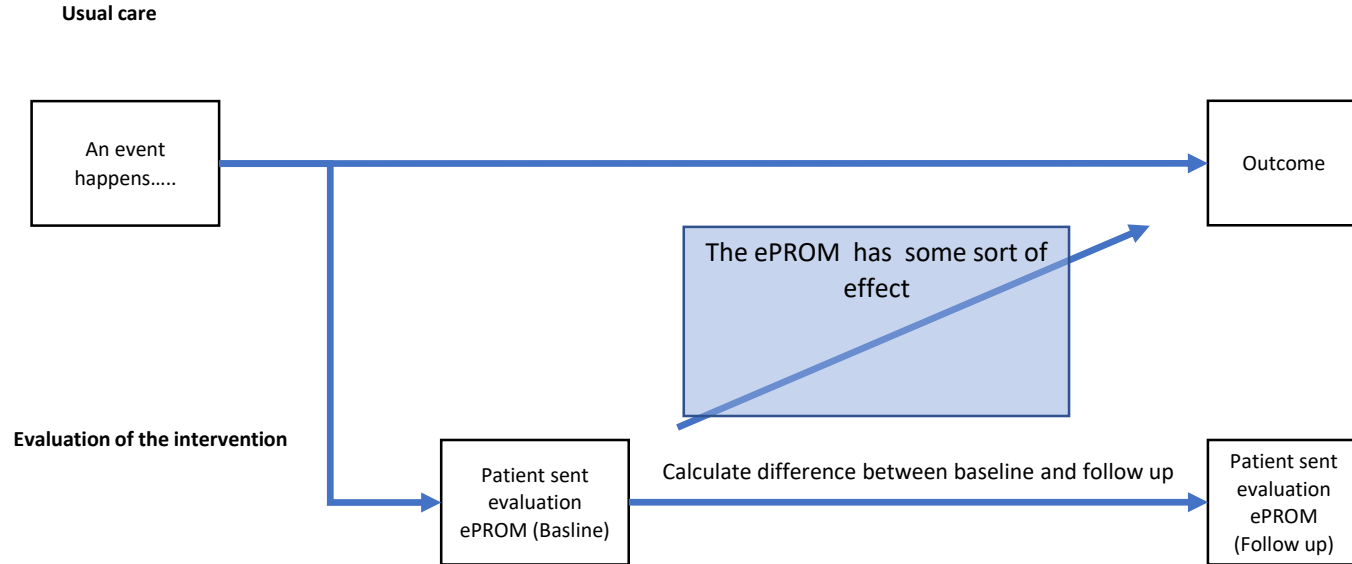 Usual care
An event
happens.....
Outcome
The ePROM has some sort of
effect
Evaluation of the intervention
Patient sent
evaluation
ePROM (Basline)
Calculate difference between baseline and follow up
Patient sent
evaluation
ePROM
(Follow up)